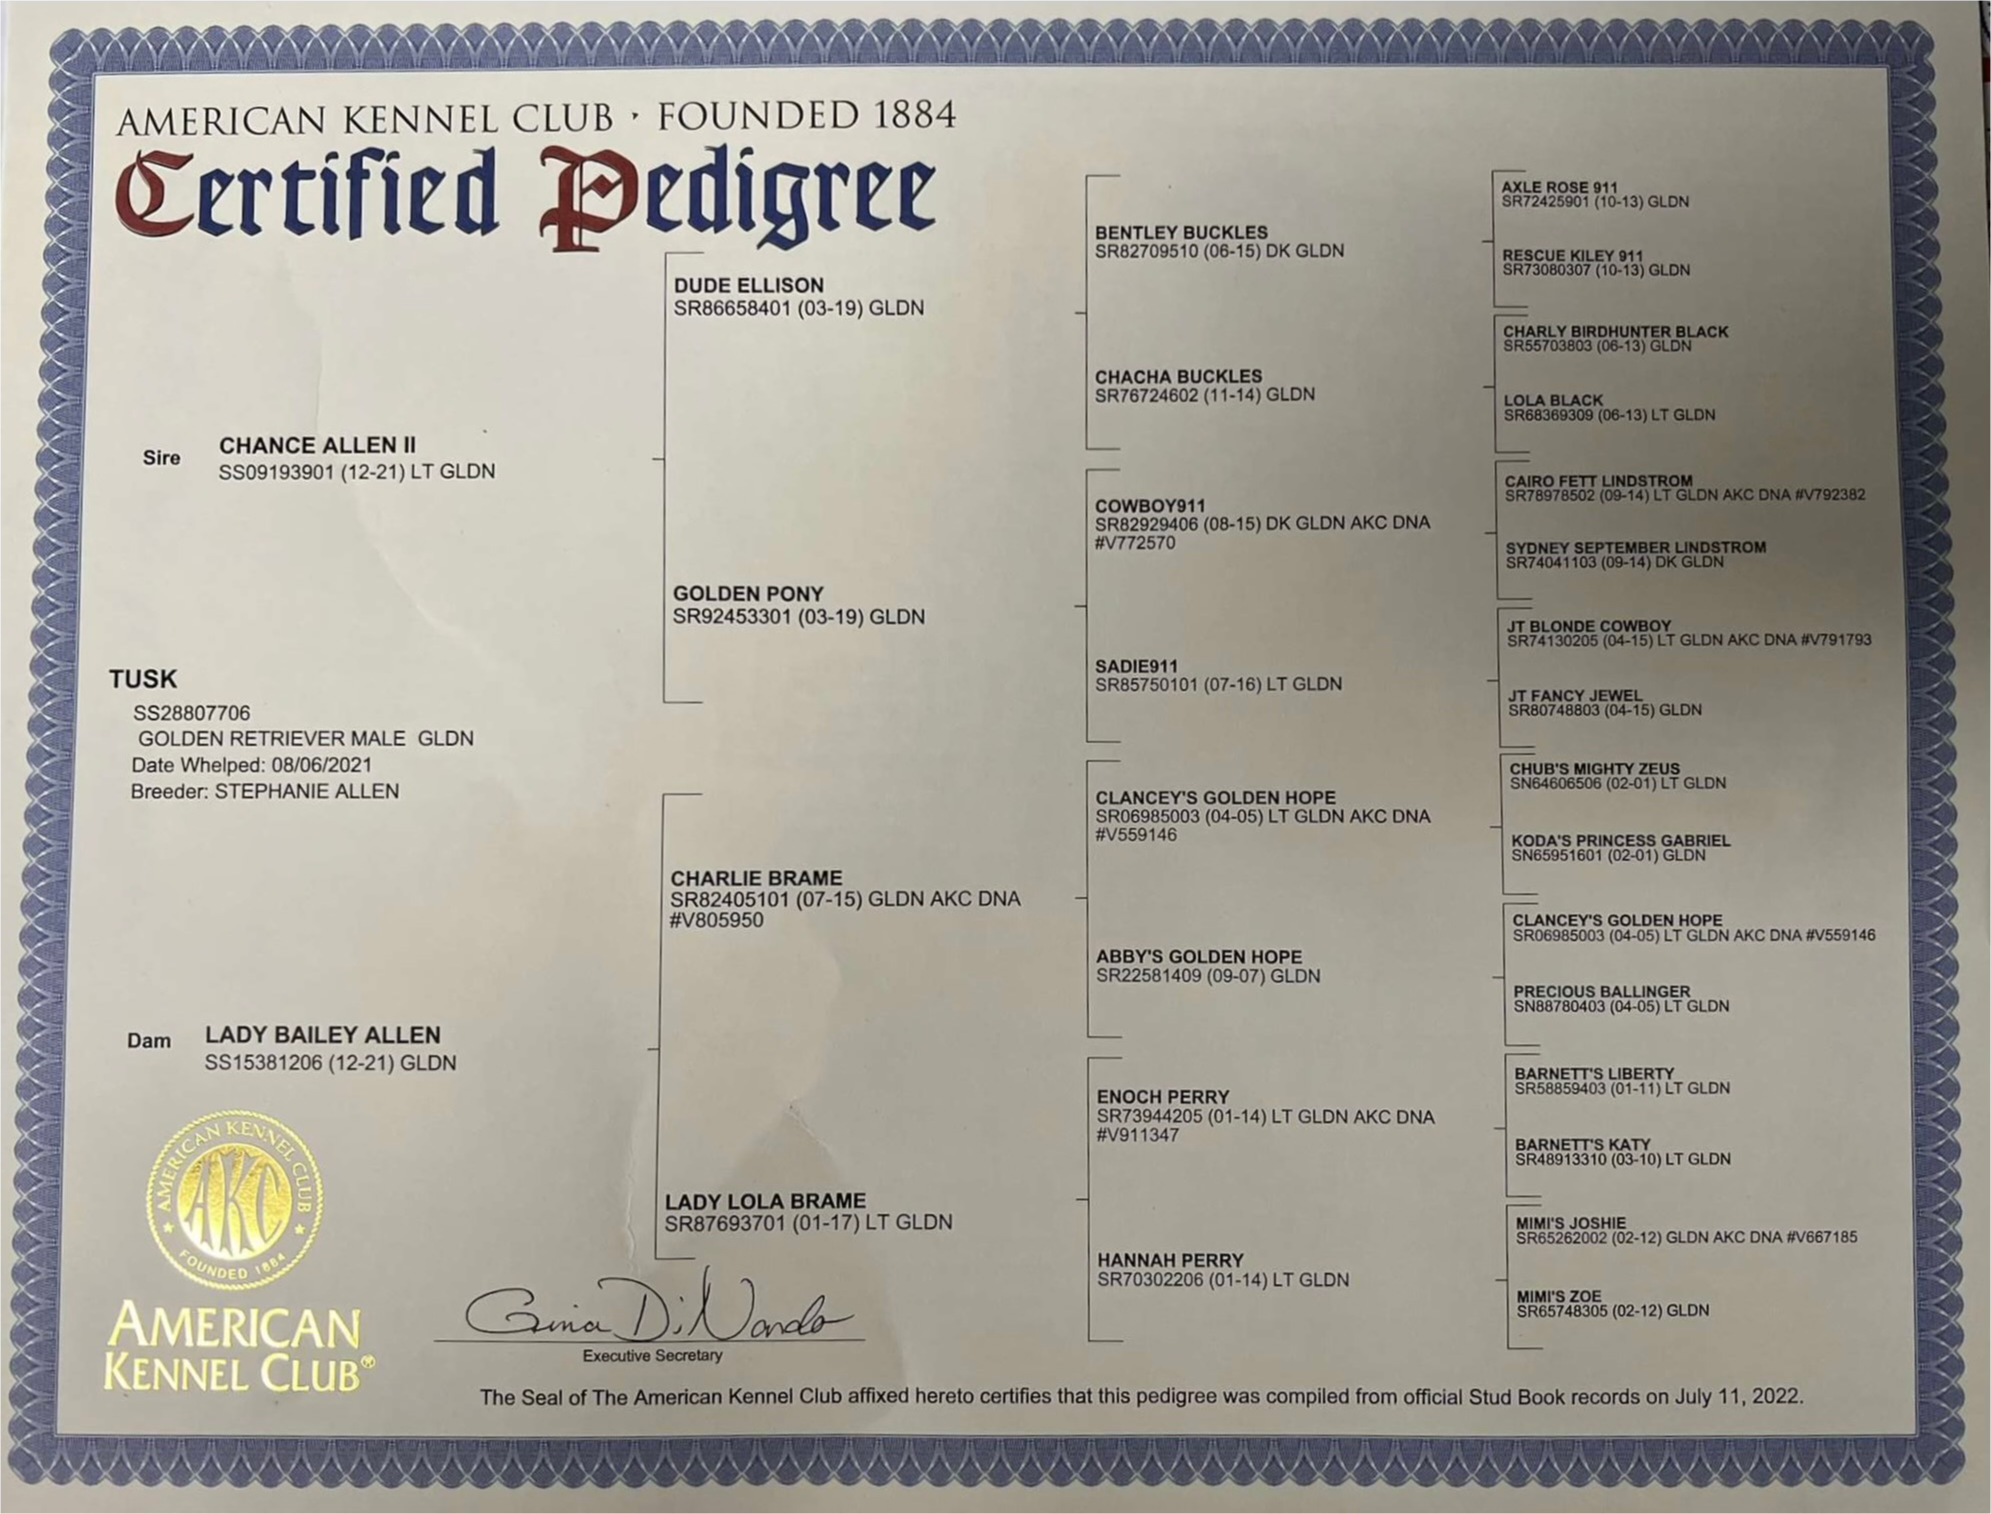 AMERICAN KENNEL CLUB · FOUNDED 1884
Certified Pedigree
Sire
CHANCE ALLEN II
SS09193901 (12-21) LT GLDN
TUSK
SS28807706
GOLDEN RETRIEVER MALE GLDN
Date Whelped: 08/06/2021
Breeder: STEPHANIE ALLEN
Dam
LADY BAILEY ALLEN
SS15381206 (12-21) GLDN
DUDE ELLISON
SR86658401 (03-19) GLDN
GOLDEN PONY
SR92453301 (03-19) GLDN
CHARLIE BRAME
SR82405101 (07-15) GLDN AKC DNA
#V805950
LADY LOLA BRAME
SR87693701 (01-17) LT GLDN
BENTLEY BUCKLES
SR82709510 (06-15) DK GLDN
CHACHA BUCKLES
SR76724602 (11-14) GLDN
COWBOY911
SR82929406 (08-15) DK GLDN AKC DNA
#V772570
SADIE911
SR85750101 (07-16) LT GLDN
CLANCEY'S GOLDEN HOPE
SR06985003 (04-05) LT GLDN AKC DNA
#V559146
ABBY'S GOLDEN HOPE
SR22581409 (09-07) GLDN
ENOCH PERRY
SR73944205 (01-14) LT GLDN AKC DNA
#V911347
HANNAH PERRY
SR70302206 (01-14) LT GLDN
AXLE ROSE 911
SR72425901 (10-13) GLDN
RESCUE KILEY 911
SR73080307 (10-13) GLDN
CHARLY BIRDHUNTER BLACK
SR55703803 (06-13) GLDN
LOLA BLACK
SR68369309 (06-13) LT GLDN
CAIRO FETT LINDSTROM
SR78978502 (09-14) LT GLDN AKC DNA #V792382
SYDNEY SEPTEMBER LINDSTROM
SR74041103 (09-14) DK GLDN
JT BLONDE COWBOY
SR74130205 (04-15) LT GLDN AKC DNA #V791793
JT FANCY JEWEL
SR80748803 (04-15) GLDN
CHUB'S MIGHTY ZEUS
SN64606506 (02-01) LT GLDN
KODA'S PRINCESS GABRIEL
SN65951601 (02-01) GLDN
CLANCEY'S GOLDEN HOPE
SR06985003 (04-05) LT GLDN AKC DNA #V559146
PRECIOUS BALLINGER
SN88780403 (04-05) LT GLDN
BARNETT'S LIBERTY
SR58859403 (01-11) LT GLDN
BARNETT'S KATY
SR48913310 (03-10) LT GLDN
MIMI'S JOSHIE
SR65262002 (02-12) GLDN AKC DNA #V667185
MIMI'S ZOE
SR65748305 (02-12) GLDN
AMERICAN KENNEL CLUB
AKC
FOUNDED 1884
AMERICAN
KENNEL CLUB®
Gina DiNardo
Executive Secretary
The Seal of The American Kennel Club affixed hereto certifies that this pedigree was compiled from official Stud Book records on July 11, 2022.